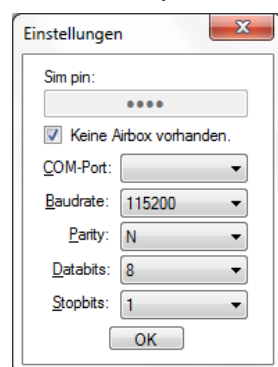 Einstellungen
Sim pin:
••••
Keine Airbox vorhanden.
COM-Port:
Baudrate: 115200
Parity: N
Databits: 8
Stopbits: 1
OK